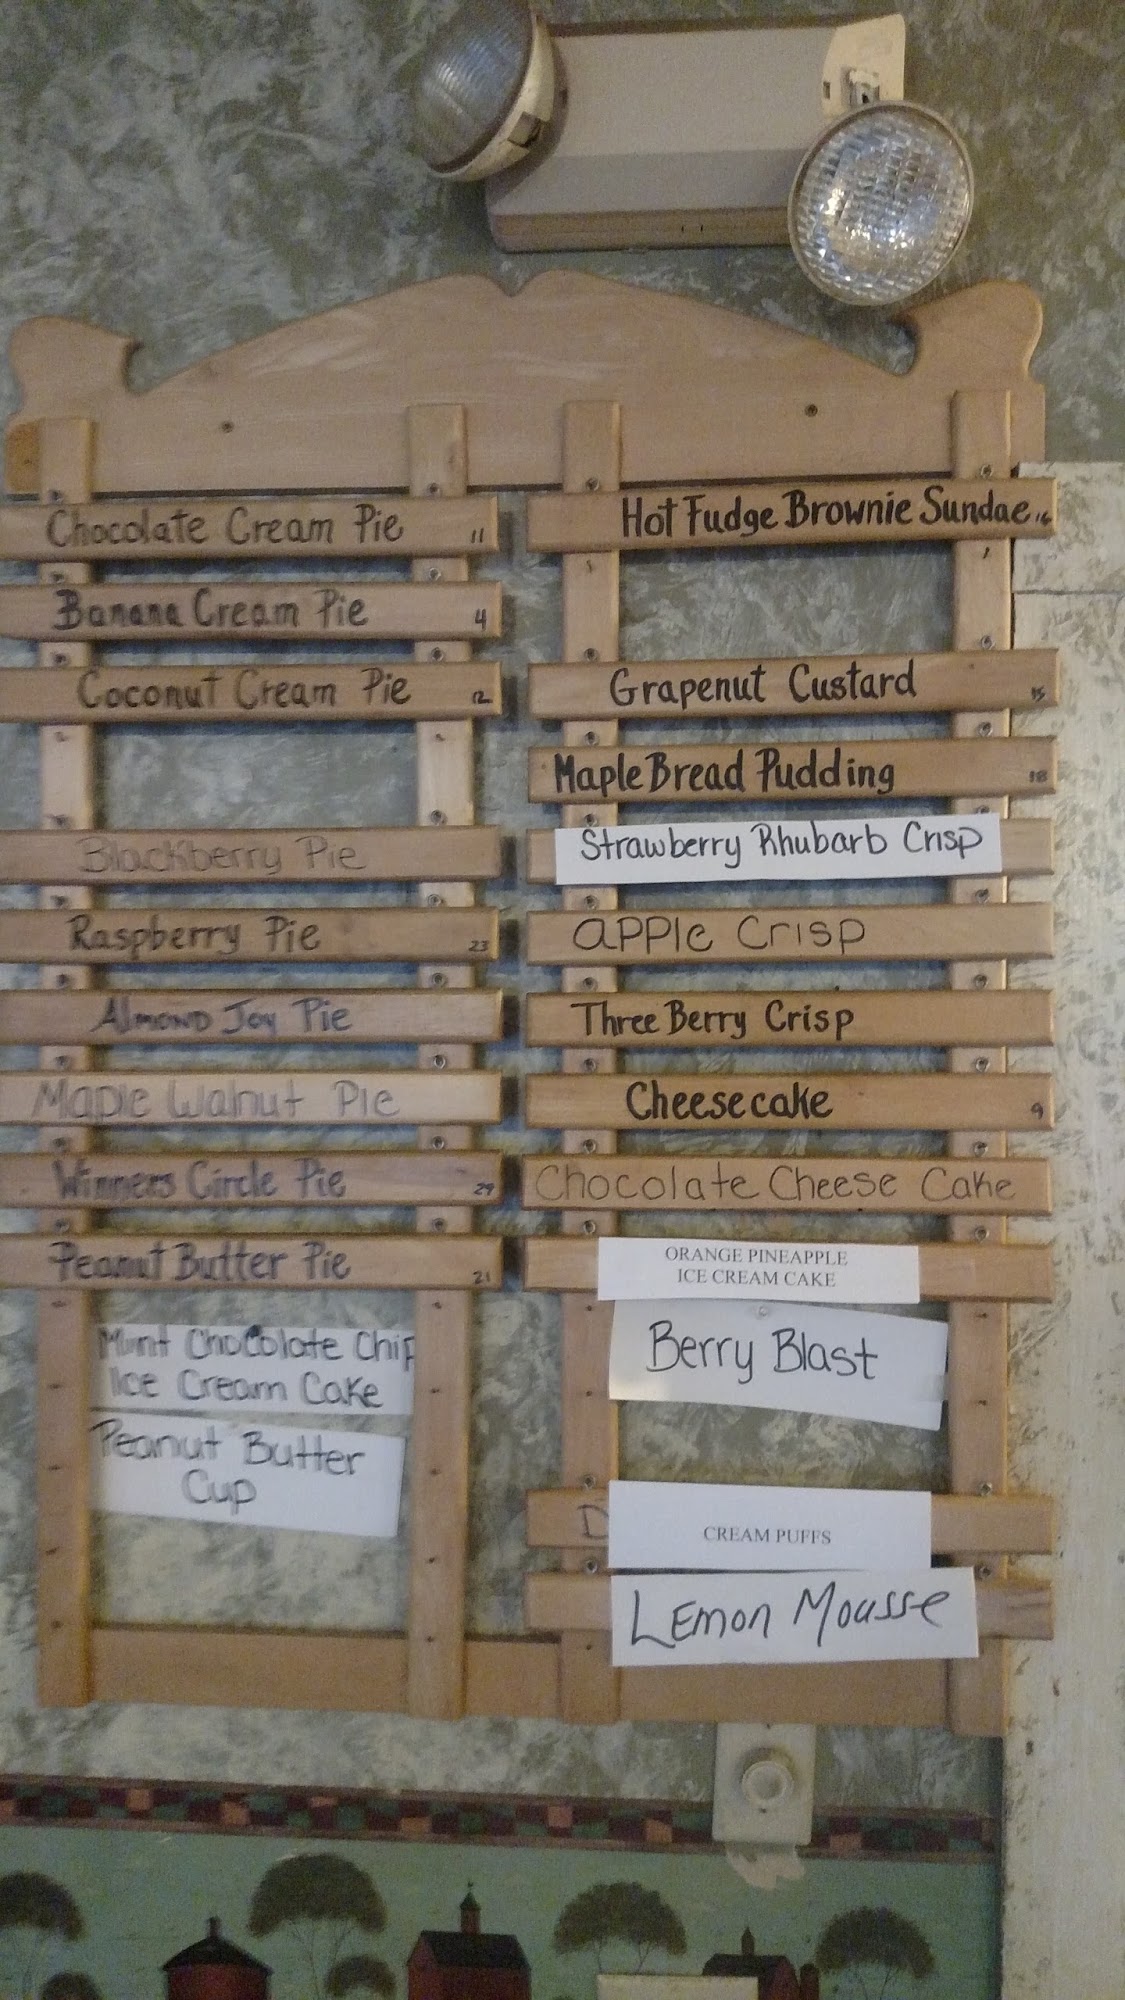 Chocolate Cream Pie 11
Banana Cream Pie 4
Coconut Cream Pie 12
Blackberry Pie
Raspberry Pie 23
Almond Joy Pie
Maple Walnut Pie
Winners Circle Pie 29
Peanut Butter Pie 21
Mint Chocolate Chip
Ice Cream Cake
Peanut Butter
Cup
Hot Fudge Brownie Sundae 16
Grapenut Custard 15
Maple Bread Pudding 18
Strawberry Rhubarb Crisp
APPLE Crisp
Three Berry Crisp
Cheesecake 9
Chocolate Cheese Cake
ORANGE PINEAPPLE
ICE CREAM CAKE
Berry Blast
D
CREAM PUFFS
Lemon Mousse